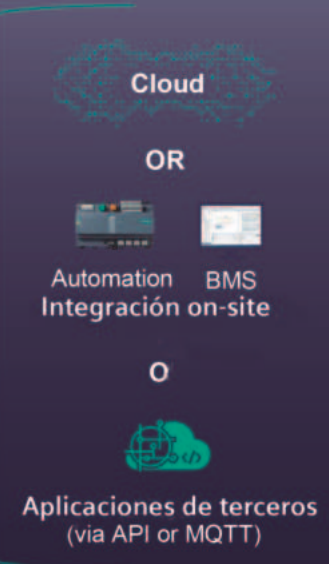 Cloud
OR
Automation BMS
Integración on-site
O
Aplicaciones de terceros
(via API or MQTT)